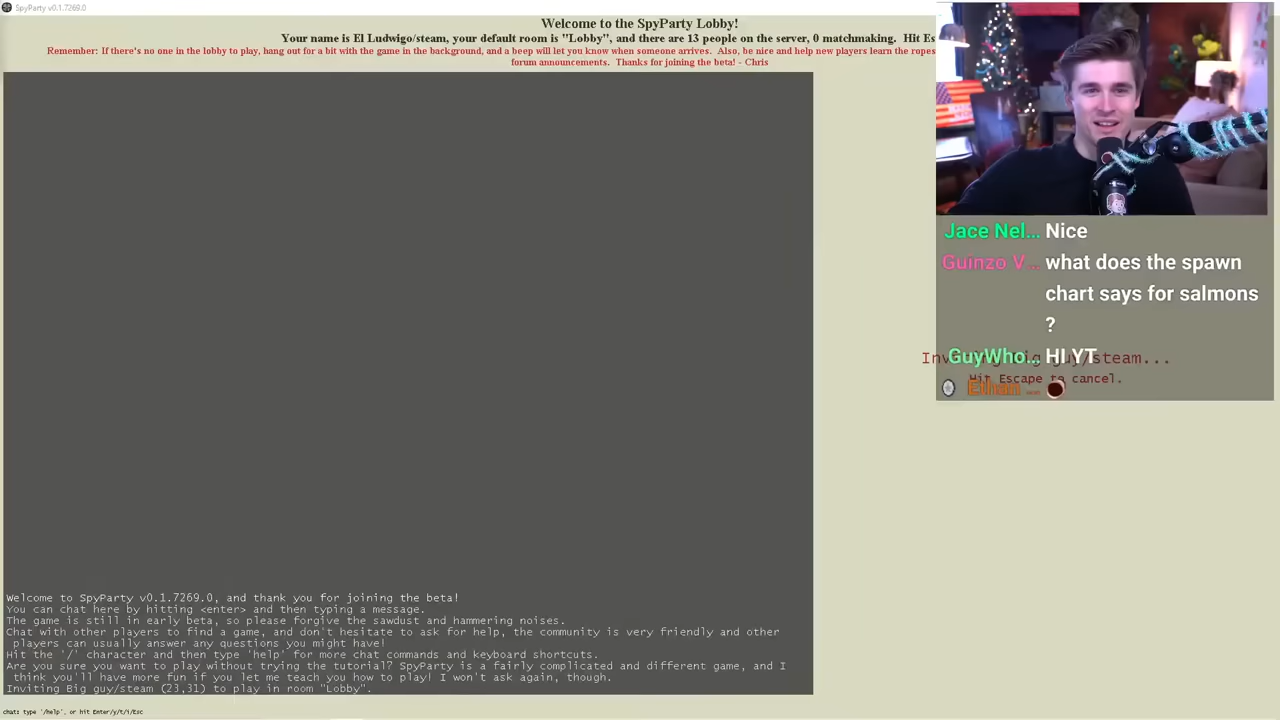 SpyParty v0.1.7269.0
Welcome to the SpyParty Lobby!
Your name is El Ludwigo/steam, your default room is "Lobby", and there are 13 people on the server, 0 matchmaking. Hit Es
Remember: If there's no one in the lobby to play, hang out for a bit with the game in the background, and a beep will let you know when someone arrives. Also, be nice and help new players learn the ropes
forum announcements. Thanks for joining the beta! - Chris
Jace Nel... Nice
Guinzo V... what does the spawn
chart says for salmons
?
GuyWho... HI YT
Inviting Big guy/steam...
Hit Escape to cancel.
Ethan
Welcome to SpyParty v0.1.7269.0, and thank you for joining the beta!
You can chat here by hitting <enter> and then typing a message.
The game is still in early beta, so please forgive the sawdust and hammering noises.
Chat with other players to find a game, and don't hesitate to ask for help, the community is very friendly and other
players can usually answer any questions you might have!
Hit the '/' character and then type 'help' for more chat commands and keyboard shortcuts.
Are you sure you want to play without trying the tutorial? SpyParty is a fairly complicated and different game, and I
think you'll have more fun if you let me teach you how to play! I won't ask again, though.
Inviting Big guy/steam (23,31) to play in room "Lobby".
chat: type '/help', or hit Enter/y/t/i/Esc